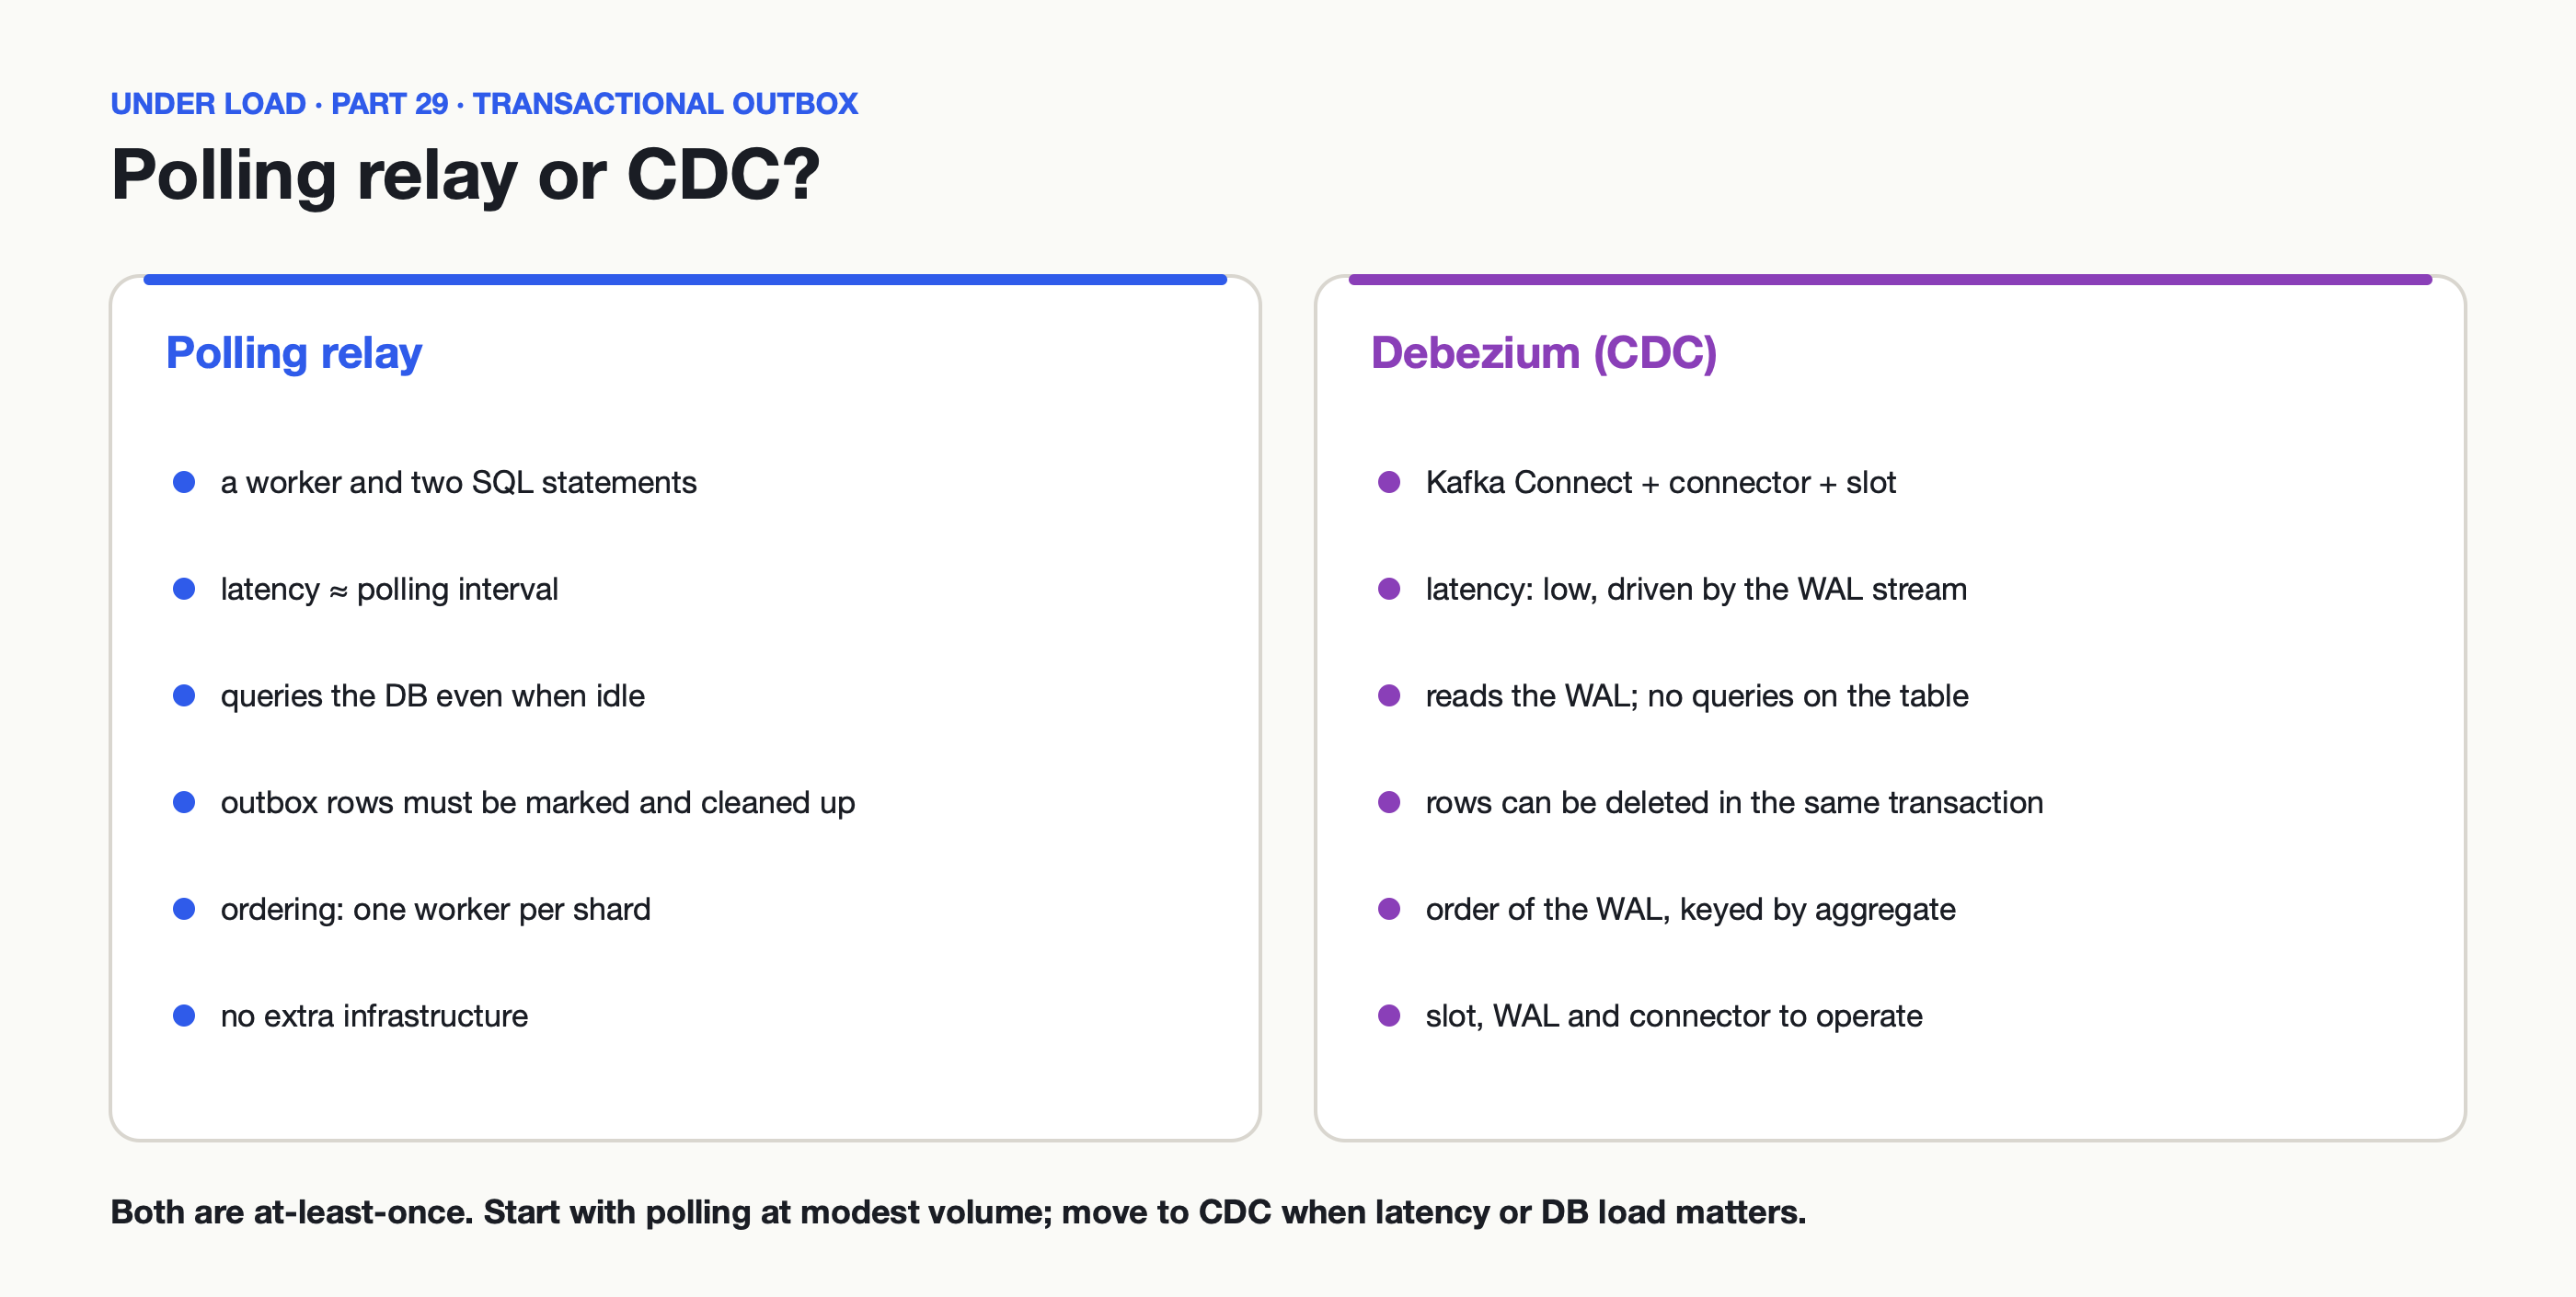 UNDER LOAD · PART 29 · TRANSACTIONAL OUTBOX
Polling relay or CDC?
Polling relay
a worker and two SQL statements
latency ≈ polling interval
queries the DB even when idle
outbox rows must be marked and cleaned up
ordering: one worker per shard
no extra infrastructure
Debezium (CDC)
Kafka Connect + connector + slot
latency: low, driven by the WAL stream
reads the WAL; no queries on the table
rows can be deleted in the same transaction
order of the WAL, keyed by aggregate
slot, WAL and connector to operate
Both are at-least-once. Start with polling at modest volume; move to CDC when latency or DB load matters.